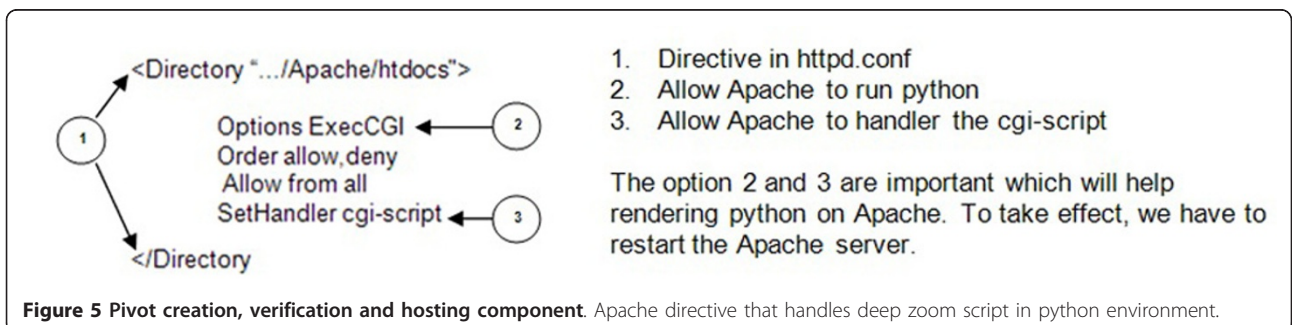 <Directory “…/Apache/htdocs”>
Options ExecCGI
Order allow,deny
Allow from all
SetHandler cgi-script
</Directory
1
2
3
1. Directive in httpd.conf
2. Allow Apache to run python
3. Allow Apache to handler the cgi-script
The option 2 and 3 are important which will help
rendering python on Apache. To take effect, we have to
restart the Apache server.
Figure 5 Pivot creation, verification and hosting component. Apache directive that handles deep zoom script in python environment.